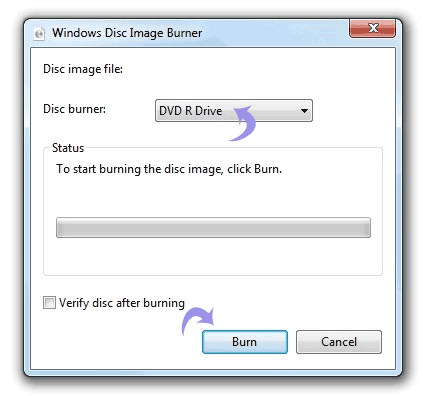 Windows Disc Image Burner
Disc image file:
Disc burner: DVD R Drive
Status
To start burning the disc image, click Burn.
Verify disc after burning
Burn Cancel